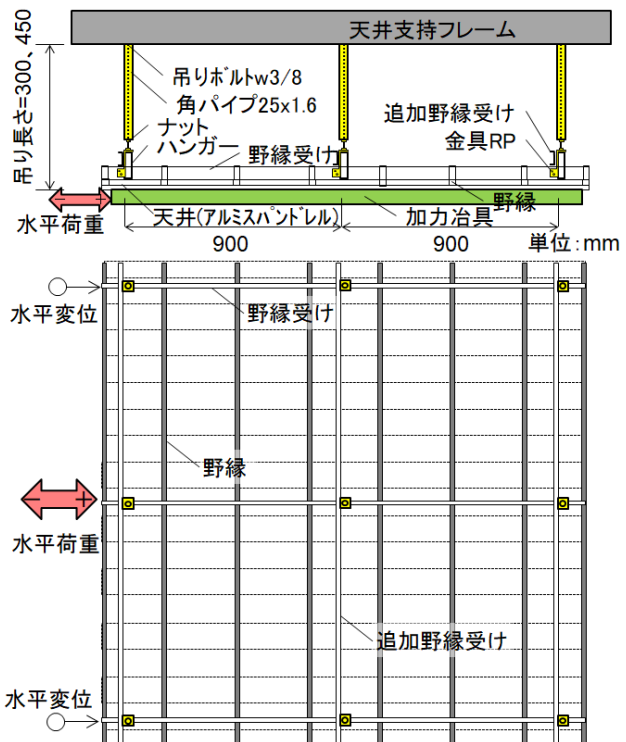 天井支持フレーム
吊り長さ=300、450
吊りボルトw3/8
角パイプ25x1.6
ナット
ハンガー
野縁受け
追加野縁受け
金具RP
野縁
水平荷重
天井(アルミスパンドレル)
加力冶具
900
900
単位:mm
水平変位
野縁受け
野縁
水平荷重
追加野縁受け
水平変位